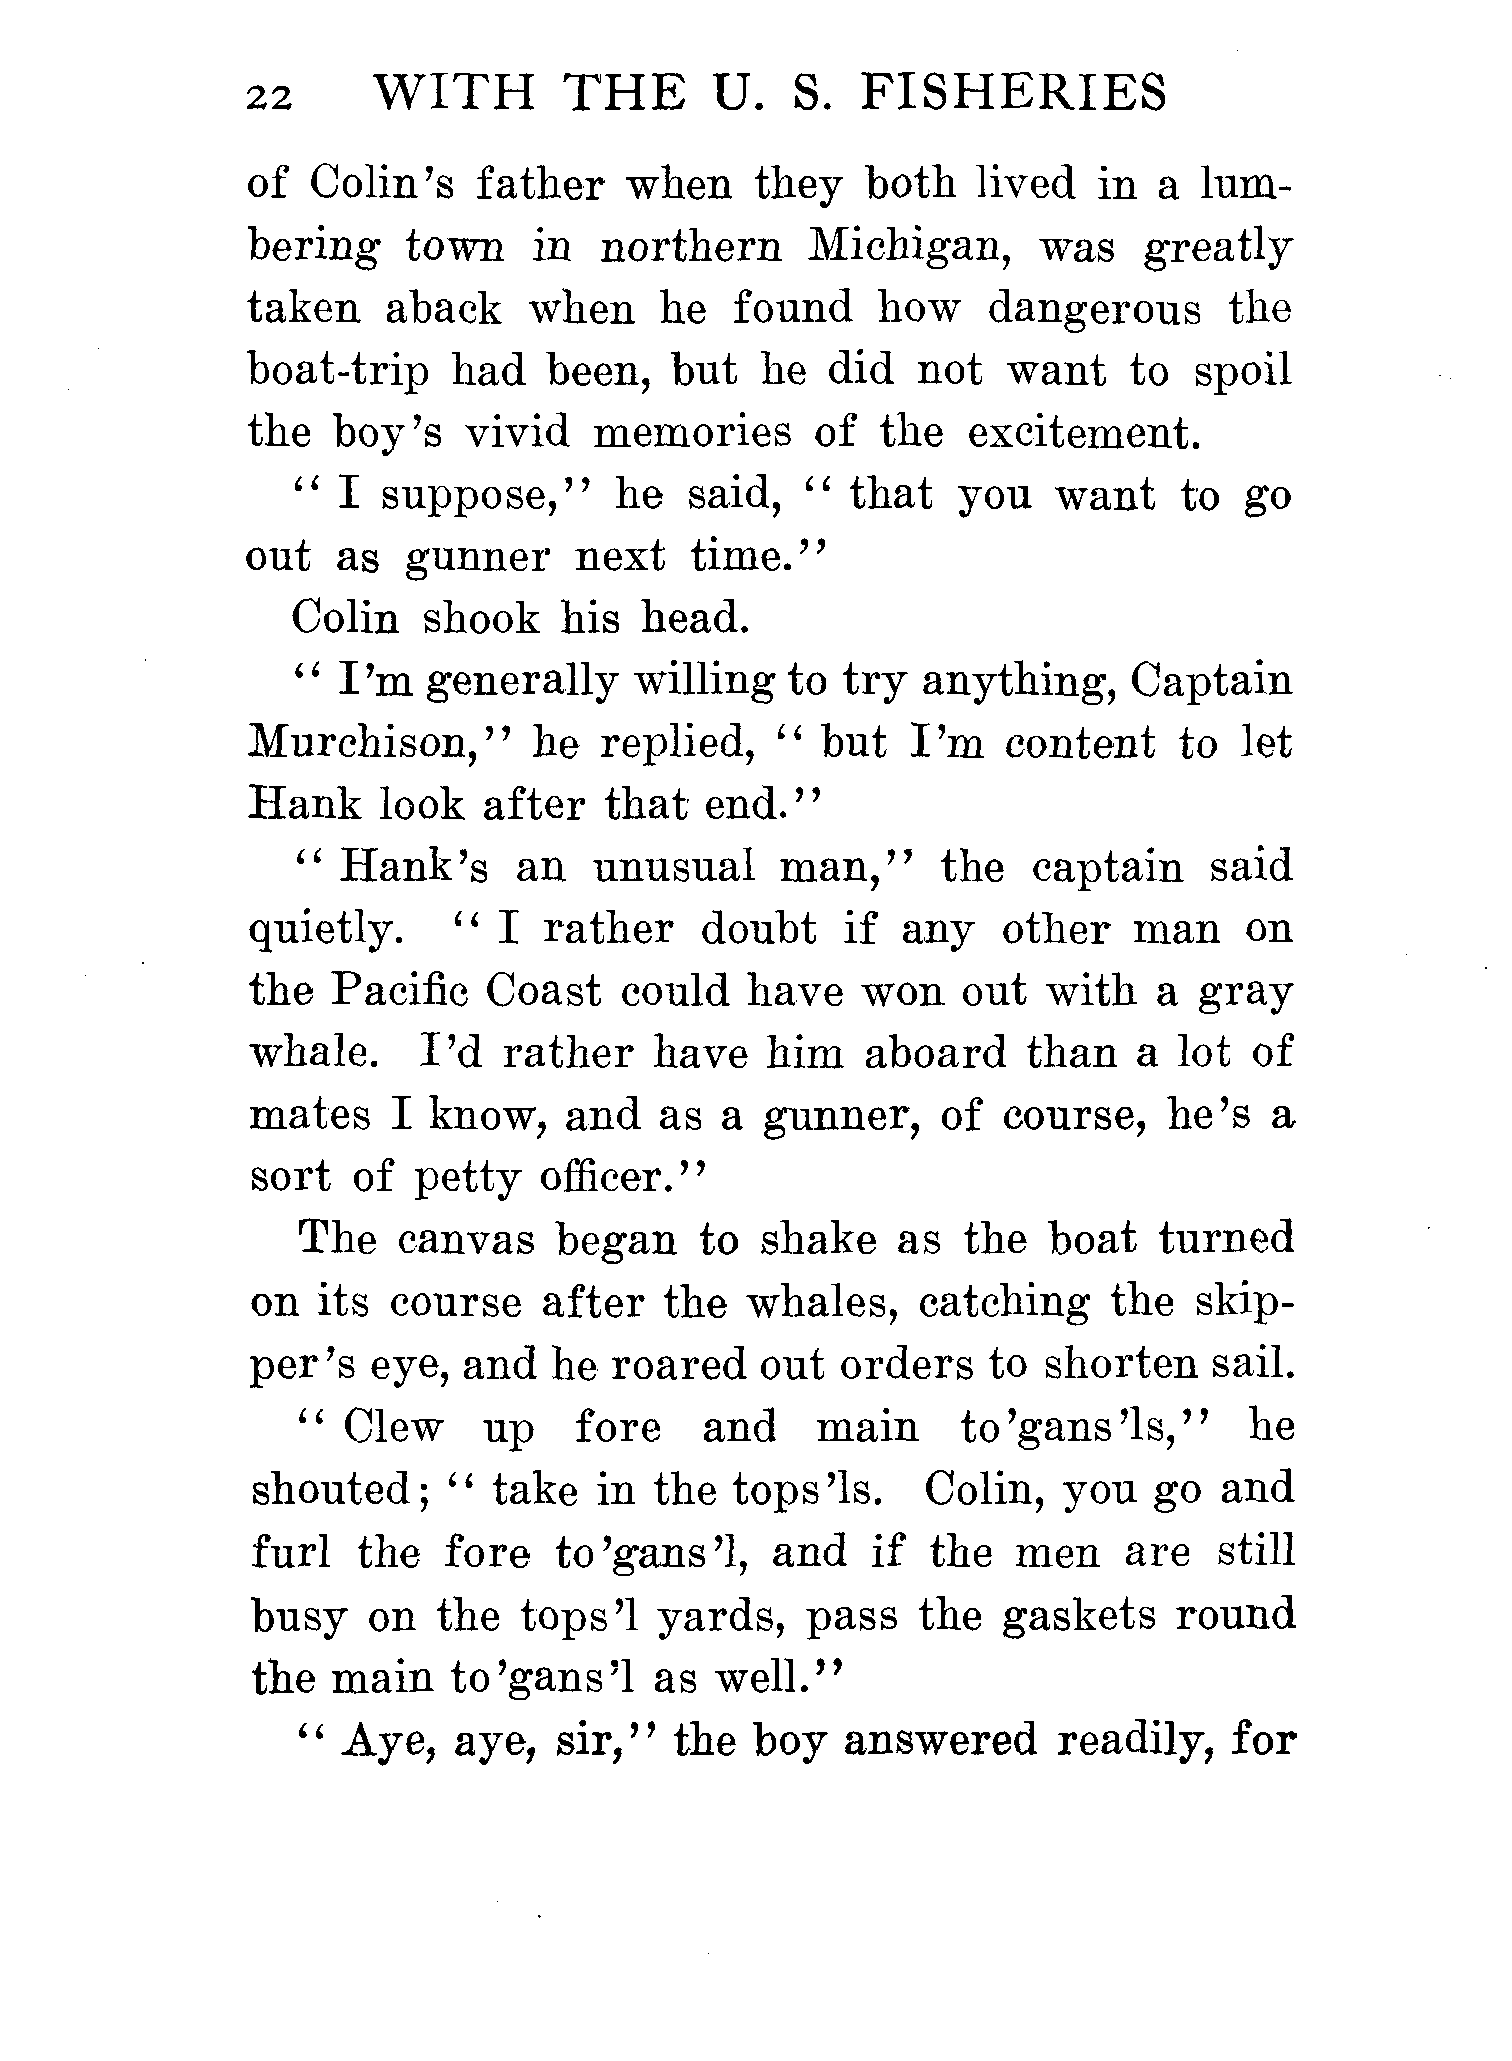 22 WITH THE U. S. FISHERIES
of Colin's father when they both lived in a lum-
bering town in northern Michigan, was greatly
taken aback when he found how dangerous the
boat-trip had been, but he did not want to spoil
the boy's vivid memories of the excitement.
" I suppose," he said, " that you want to go
out as gunner next time."
Colin shook his head.
" I'm generally willing to try anything, Captain
Murchison," he replied, " but I'm content to let
Hank look after that end."
" Hank's an unusual man," the captain said
quietly. " I rather doubt if any other man on
the Pacific Coast could have won out with a gray
whale. I'd rather have him aboard than a lot of
mates I know, and as a gunner, of course, he's a
sort of petty officer."
The canvas began to shake as the boat turned
on its course after the whales, catching the skip-
per's eye, and he roared out orders to shorten sail.
" Clew up fore and main to'gans'ls," he
shouted; " take in the tops'ls. Colin, you go and
furl the fore to'gans'l, and if the men are still
busy on the tops'l yards, pass the gaskets round
the main to'gans'l as well."
" Aye, aye, sir," the boy answered readily, for